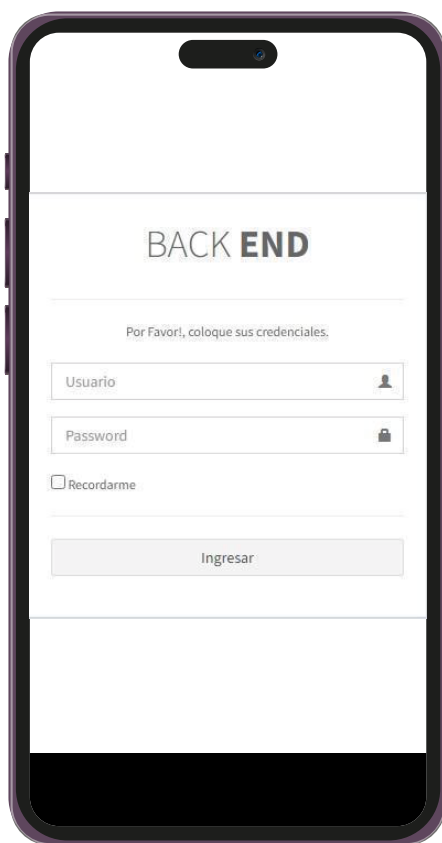 BACK END
Por Favor!, coloque sus credenciales.
Usuario
Password
Recordarme
Ingresar